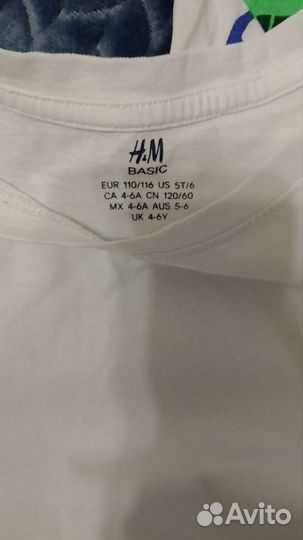 H&M
BASIC
EUR 110/116 US 5T/6
CA 4-6A CN 120/60
MX 4-6A AUS 5-6
UK 4-6Y
Avito